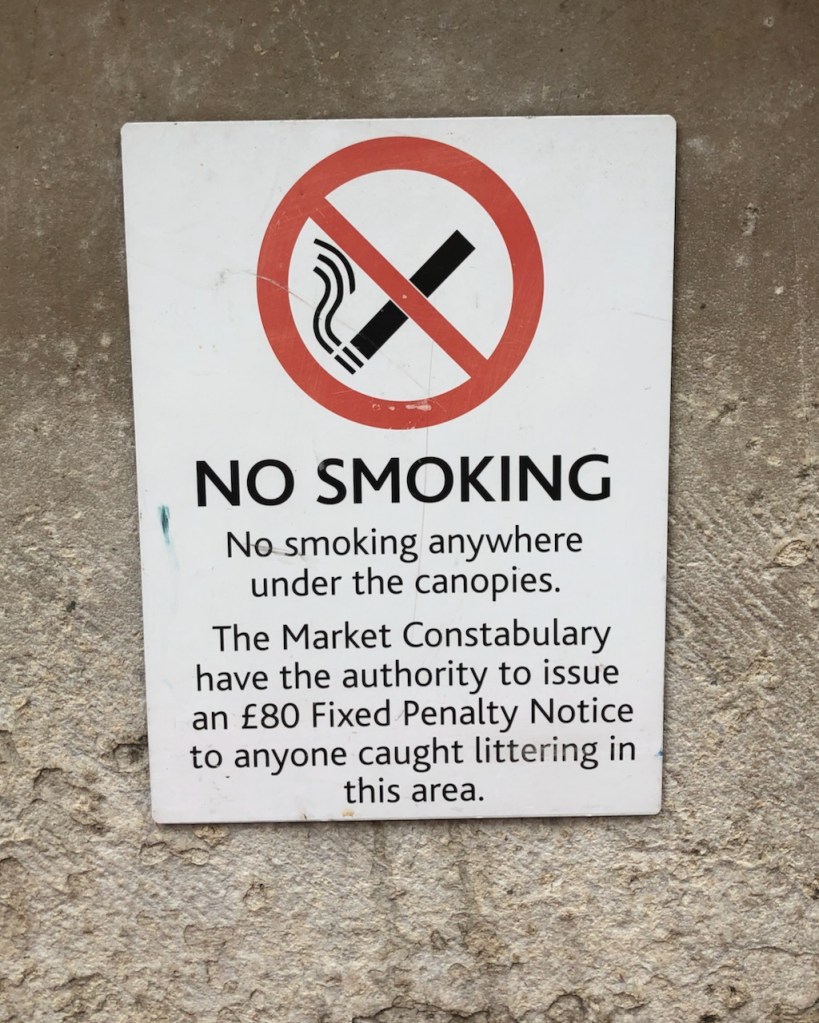 NO SMOKING
No smoking anywhere
under the canopies.
The Market Constabulary
have the authority to issue
an £80 Fixed Penalty Notice
to anyone caught littering in
this area.